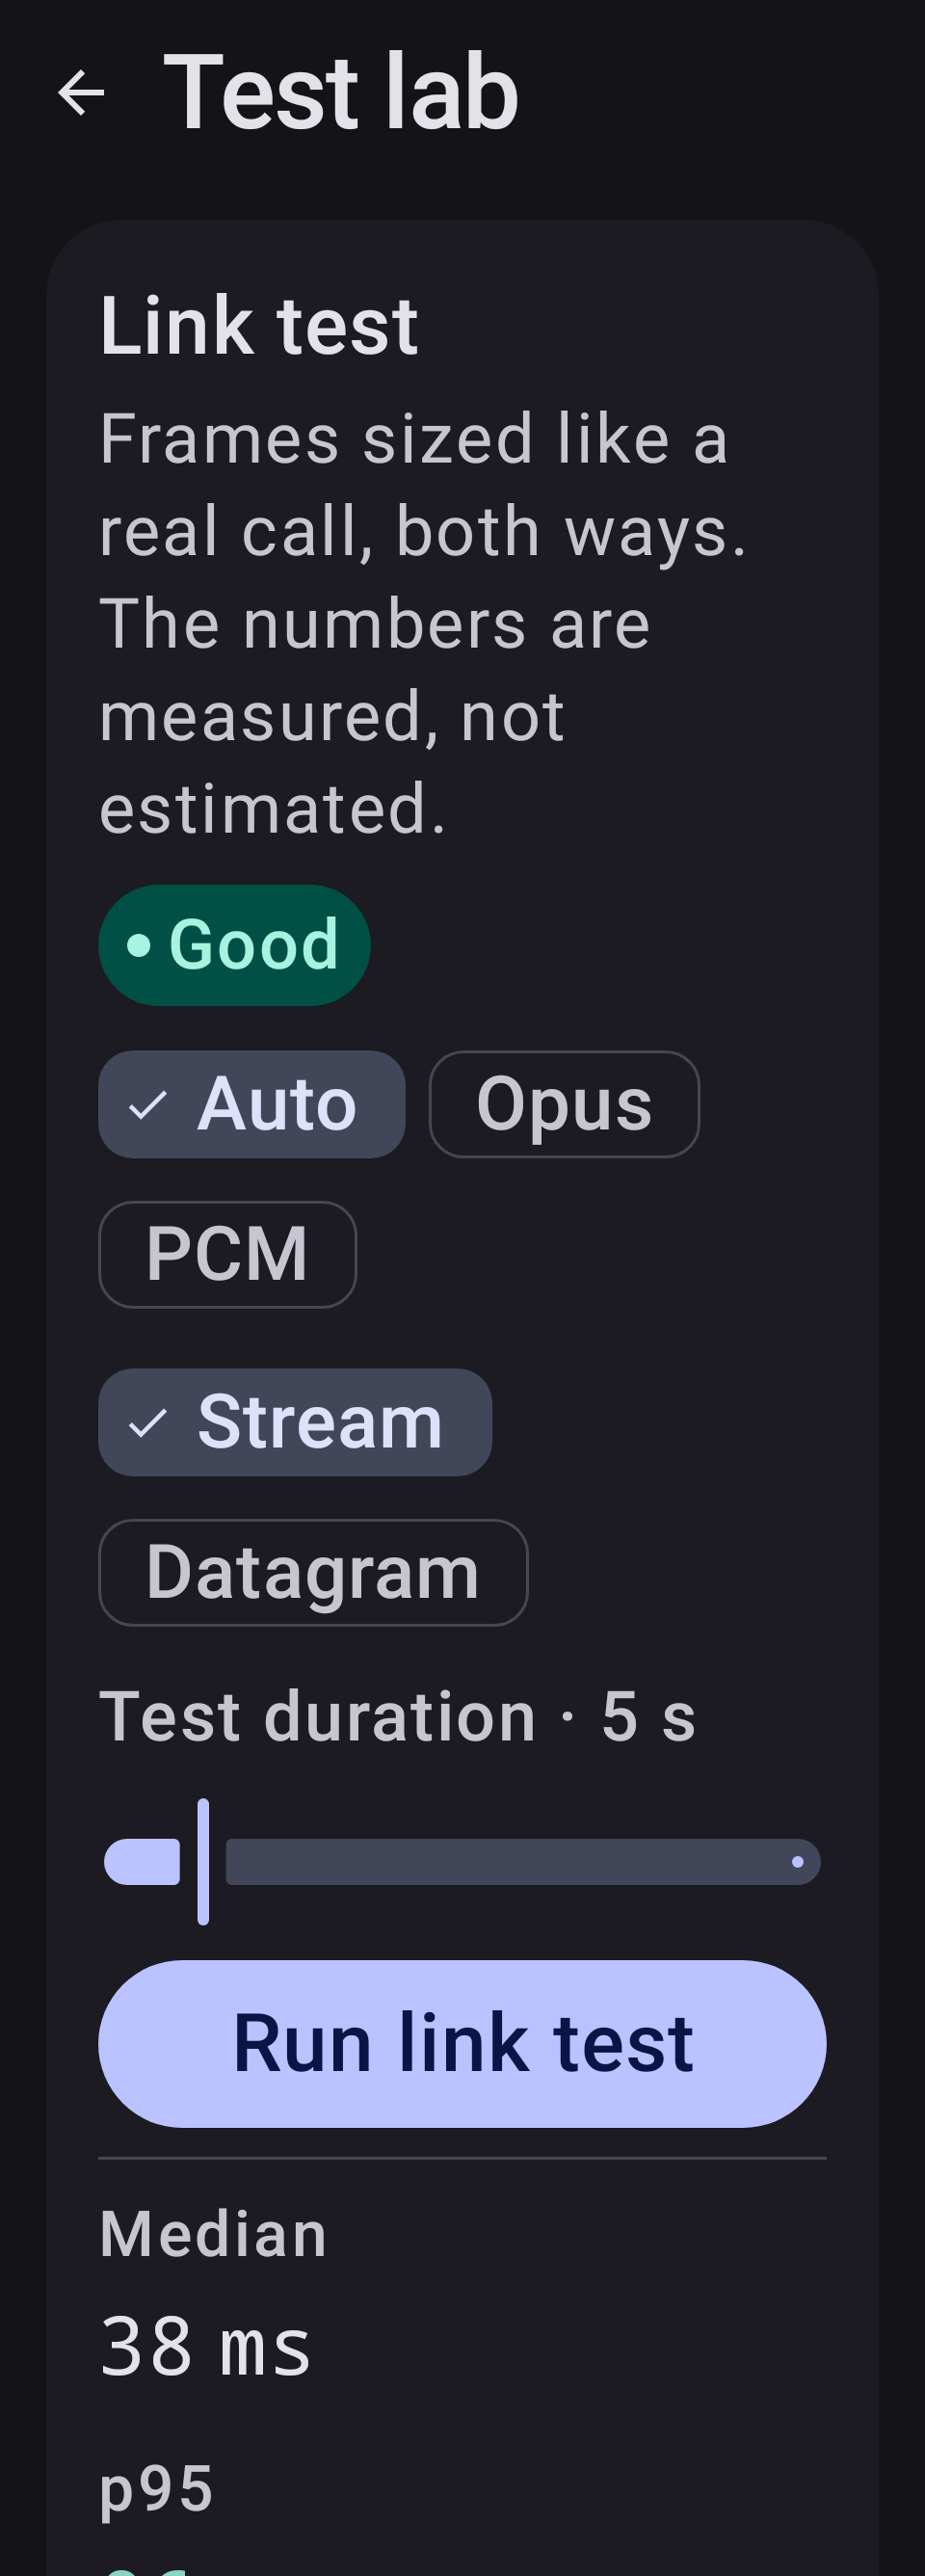 Test lab
Link test
Frames sized like a
real call, both ways.
The numbers are
measured, not
estimated.
Good
Auto
Opus
PCM
Stream
Datagram
Test duration · 5 s
Run link test
Median
38 ms
p95